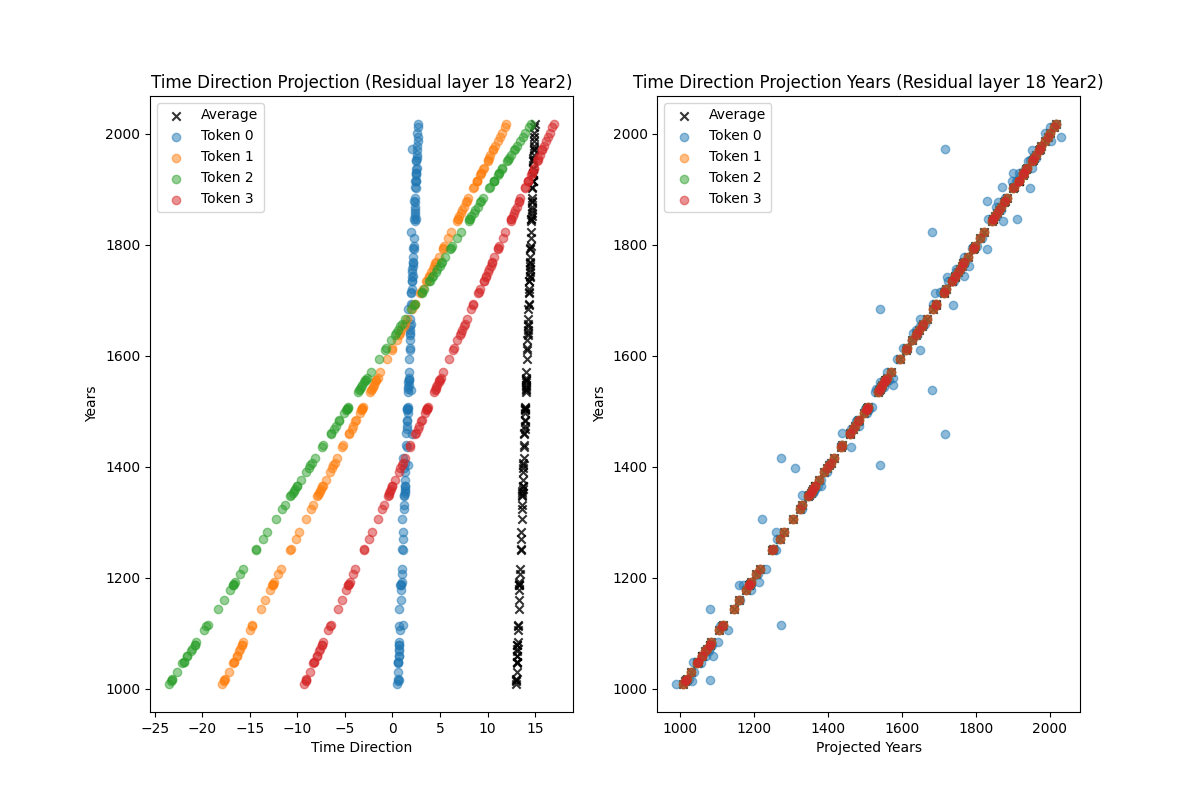 Time Direction Projection (Residual layer 18 Year2)
Average
Token 0
Token 1
Token 2
Token 3
2000
1800
1600
1400
1200
1000
Years
−25 −20 −15 −10 −5 0 5 10 15
Time Direction
Time Direction Projection Years (Residual layer 18 Year2)
Average
Token 0
Token 1
Token 2
Token 3
2000
1800
1600
1400
1200
1000
Years
1000 1200 1400 1600 1800 2000
Projected Years